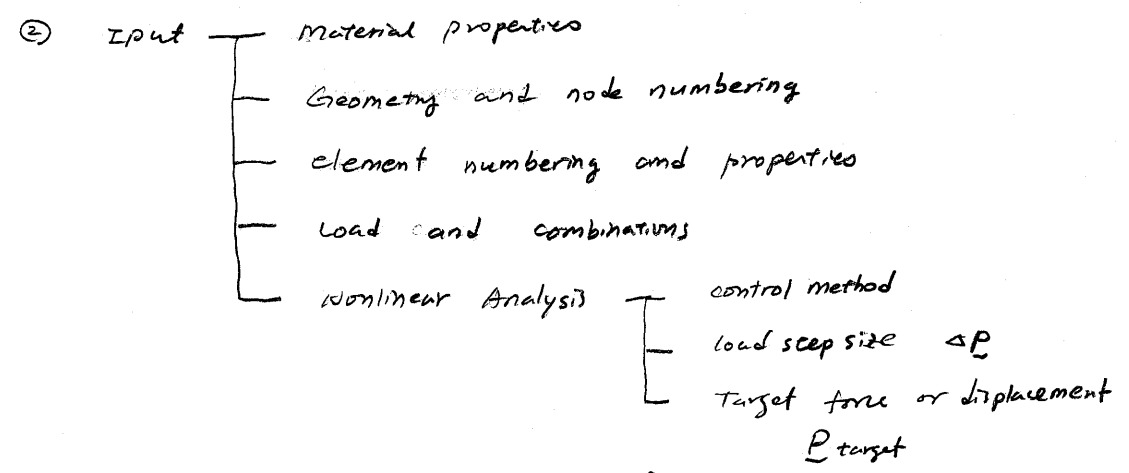 ② Iput Material properties
Geometry and node numbering
element numbering and properties
Load and combinations
Nonlinear Analysis control method
load step size ΔP
Target force or displacement
P target